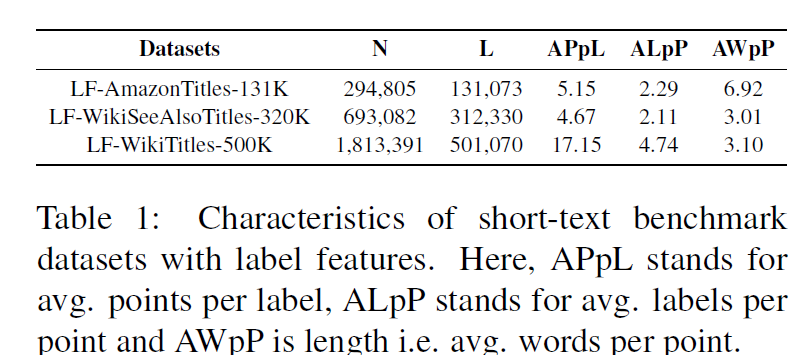 Datasets N L APpL ALpP AWpP
LF-AmazonTitles-131K 294,805 131,073 5.15 2.29 6.92
LF-WikiSeeAlsoTitles-320K 693,082 312,330 4.67 2.11 3.01
LF-WikiTitles-500K 1,813,391 501,070 17.15 4.74 3.10
Table 1: Characteristics of short-text benchmark
datasets with label features. Here, APpL stands for
avg. points per label, ALpP stands for avg. labels per
point and AWpP is length i.e. avg. words per point.